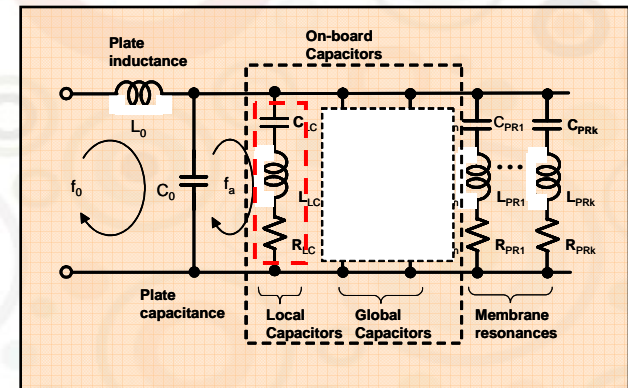 On-board
Capacitors
Plate
inductance
L0
f0
C0
fa
CLC
LLC
RLC
n
n
n
CPR1
LPR1
RPR1
CPRk
LPRk
RPRk
Plate
capacitance
Local
Capacitors
Global
Capacitors
Membrane
resonances